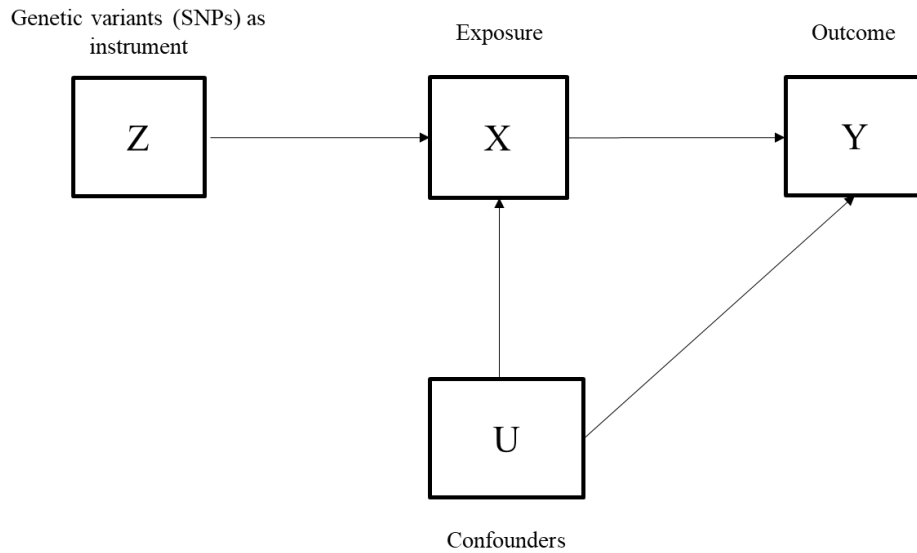 Genetic variants (SNPs) as
instrument
Exposure
Outcome
Z
X
Y
U
Confounders